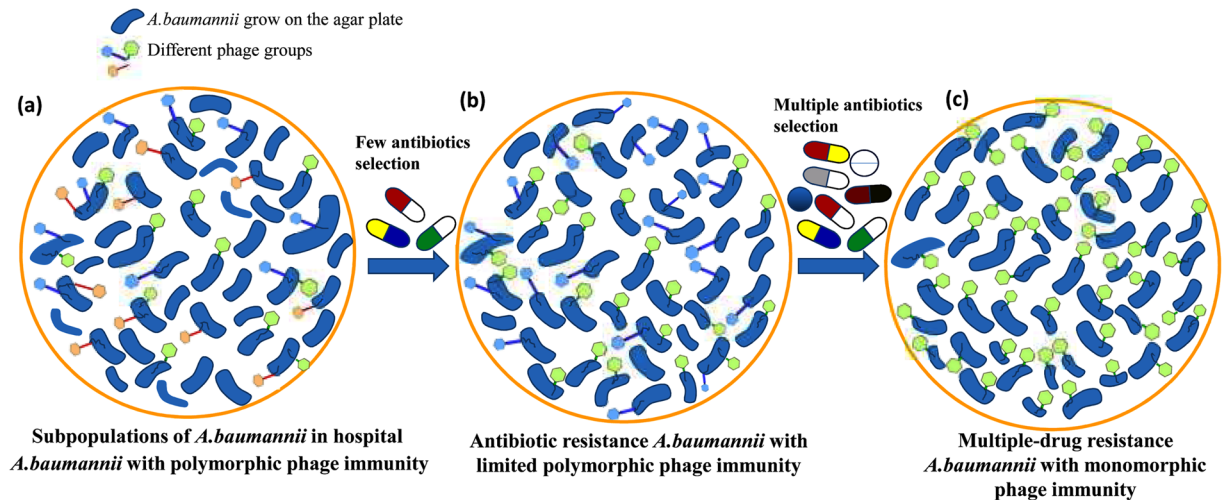 A.baumannii grow on the agar plate
Different phage groups
(a)
Few antibiotics
selection
(b)
Multiple antibiotics
selection
(c)
Subpopulations of A.baumannii in hospital
A.baumannii with polymorphic phage immunity
Antibiotic resistance A.baumannii with
limited polymorphic phage immunity
Multiple-drug resistance
A.baumannii with monomorphic
phage immunity